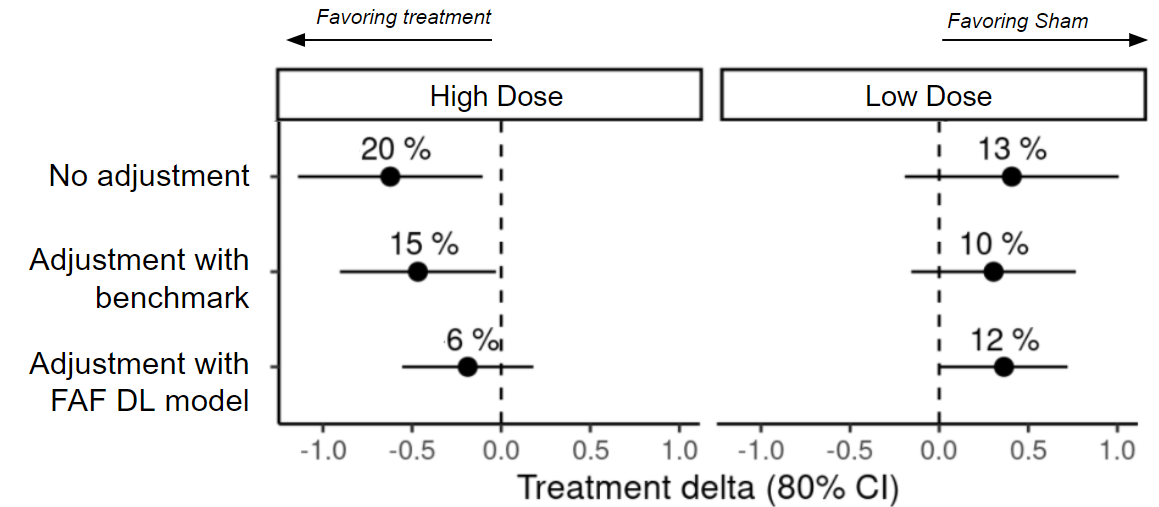 Favoring treatment
Favoring Sham
High Dose
Low Dose
No adjustment
20 %
13 %
Adjustment with
benchmark
15 %
10 %
Adjustment with
FAF DL model
6 %
12 %
-1.0 -0.5 0.0 0.5 1.0
-1.0 -0.5 0.0 0.5 1.0
Treatment delta (80% CI)